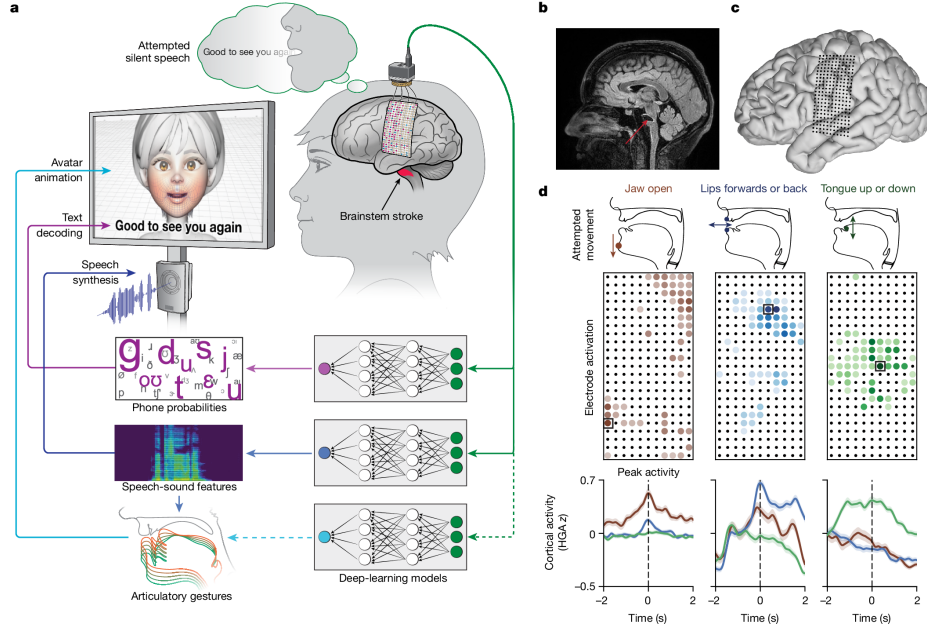 a
Attempted
silent speech
Good to see you aga
Avatar
animation
Text
decoding
Good to see you again
Speech
synthesis
Brainstem stroke
Phone probabilities
Speech-sound features
Articulatory gestures
Deep-learning models
b
c
d
Jaw open
Lips forwards or back
Tongue up or down
Attempted
movement
Electrode activation
Peak activity
Cortical activity
(HGA z)
0.7
0
−0.5
−2
0
2
−2
0
2
−2
0
2
Time (s)
Time (s)
Time (s)